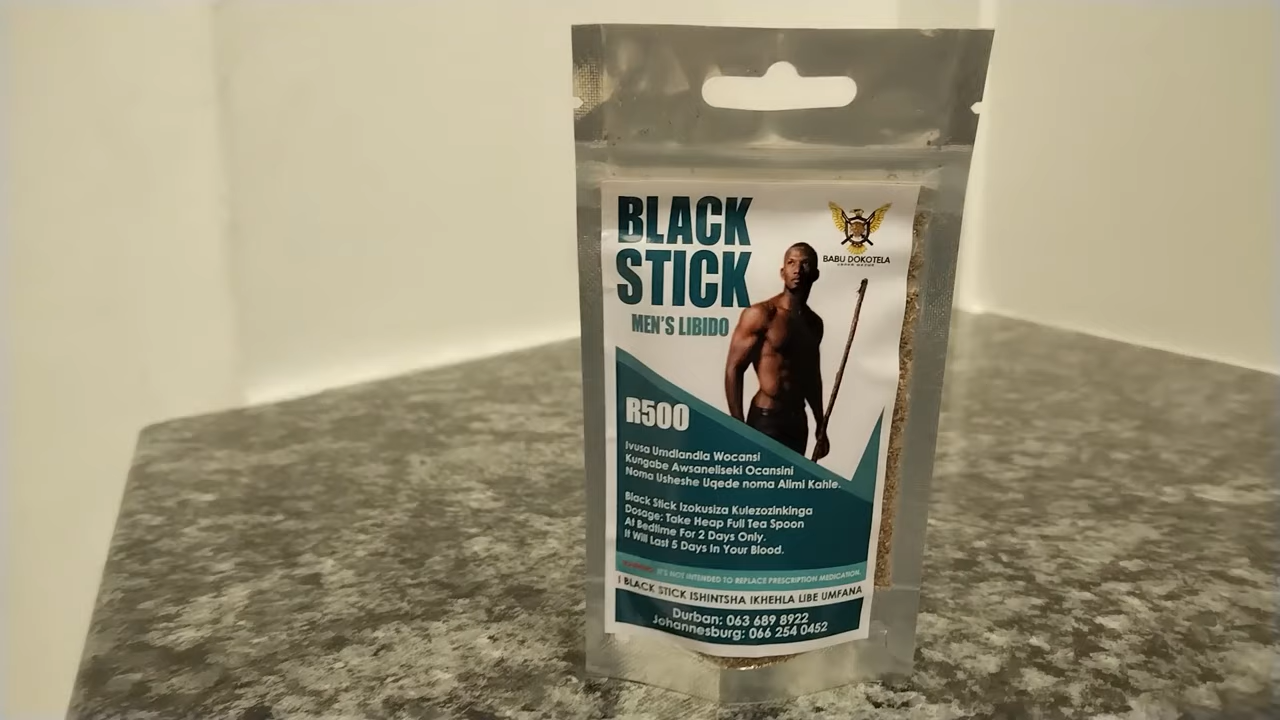 BLACK
STICK
MEN'S LIBIDO
BABU DOKOTELA
R500
Ivusa Umdlandla Wocansi
Kungabe Awsaneliseki Ocansini
Noma Usheshe Uqede noma Alimi Kahle.
Black Stick Izokusiza Kulezozinkinga
Dosage: Take Heap Full Tea Spoon
At Bedtime For 2 Days Only.
It Will Last 5 Days In Your Blood.
IT'S NOT INTENDED TO REPLACE PRESCRIPTION MEDICATION.
I BLACK STICK ISHINTSHA IKHEHLA LIBE UMFANA
Durban: 063 689 8922
Johannesburg: 066 254 0452